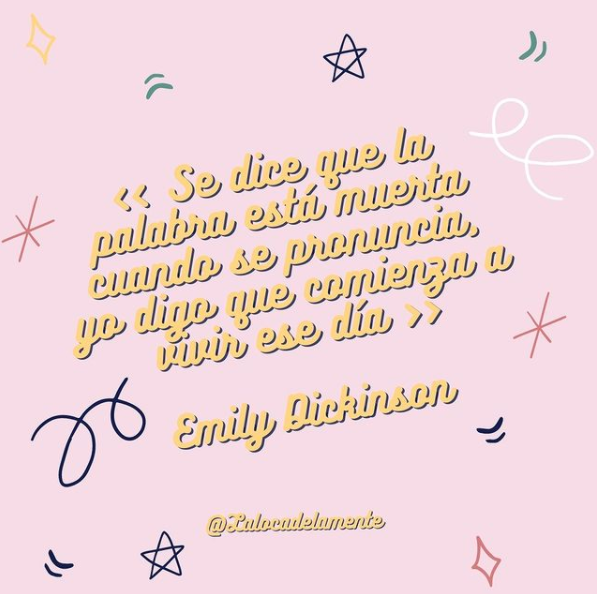 « Se dice que la
palabra está muerta
cuando se pronuncia,
yo digo que comienza a
vivir ese día »
Emily Dickinson
@Lalocadelamente